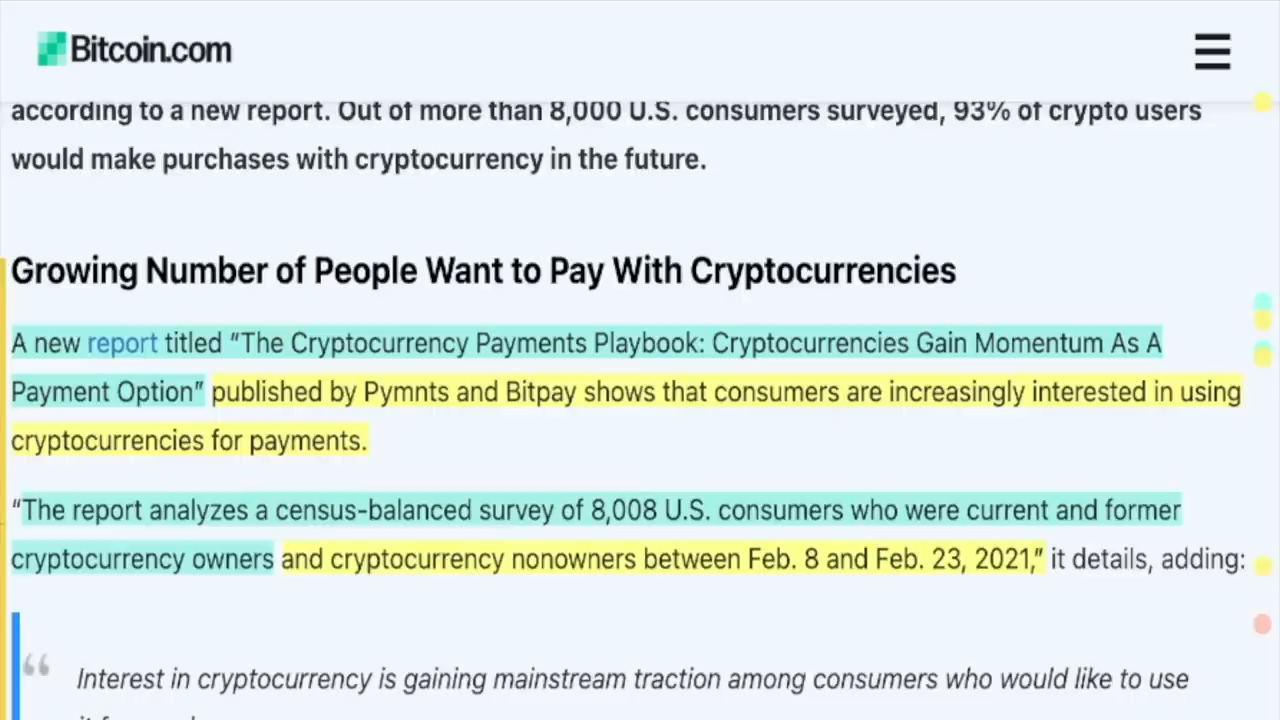 Bitcoin.com
according to a new report. Out of more than 8,000 U.S. consumers surveyed, 93% of crypto users
would make purchases with cryptocurrency in the future.
Growing Number of People Want to Pay With Cryptocurrencies
A new report titled “The Cryptocurrency Payments Playbook: Cryptocurrencies Gain Momentum As A
Payment Option” published by Pymnts and Bitpay shows that consumers are increasingly interested in using
cryptocurrencies for payments.
“The report analyzes a census-balanced survey of 8,008 U.S. consumers who were current and former
cryptocurrency owners and cryptocurrency nonowners between Feb. 8 and Feb. 23, 2021,” it details, adding:
“ Interest in cryptocurrency is gaining mainstream traction among consumers who would like to use